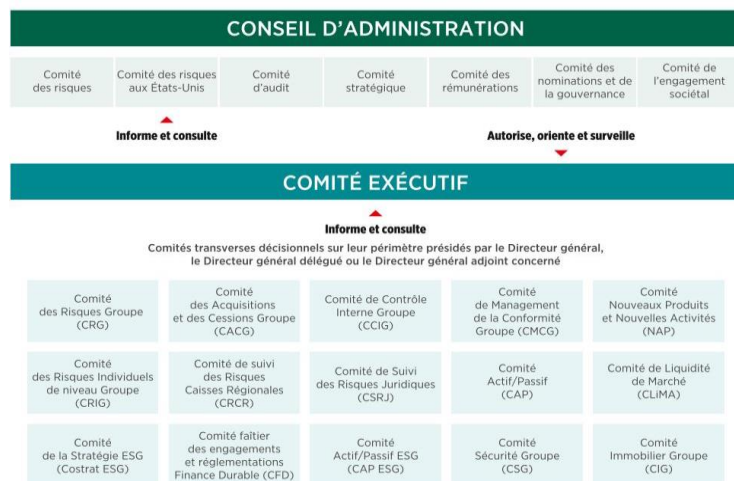 CONSEIL D'ADMINISTRATION
Comité
des risques
Comité des risques
aux États-Unis
Comité
d'audit
Comité
stratégique
Comité des
rémunérations
Comité des
nominations et de
la gouvernance
Comité de
l'engagement
sociétal
Informe et consulte
Autorise, oriente et surveille
COMITÉ EXÉCUTIF
Informe et consulte
Comités transverses décisionnels sur leur périmètre présidés par le Directeur général,
le Directeur général délégué ou le Directeur général adjoint concerné
Comité
des Risques Groupe
(CRG)
Comité
des Acquisitions
et des Cessions Groupe
(CACG)
Comité de Contrôle
Interne Groupe
(CCIG)
Comité
de Management
de la Conformité
Groupe (CMCG)
Comité
Nouveaux Produits
et Nouvelles Activités
(NAP)
Comité
des Risques Individuels
de niveau Groupe
(CRIG)
Comité de suivi
des Risques
Caisses Régionales
(CRCR)
Comité de Suivi
des Risques Juridiques
(CSRJ)
Comité
Actif/Passif
(CAP)
Comité de Liquidité
de Marché
(CLiMA)
Comité
de la Stratégie ESG
(Costrat ESG)
Comité faîtier
des engagements
et réglementations
Finance Durable (CFD)
Comité
Actif/Passif ESG
(CAP ESG)
Comité
Sécurité Groupe
(CSG)
Comité
Immobilier Groupe
(CIG)